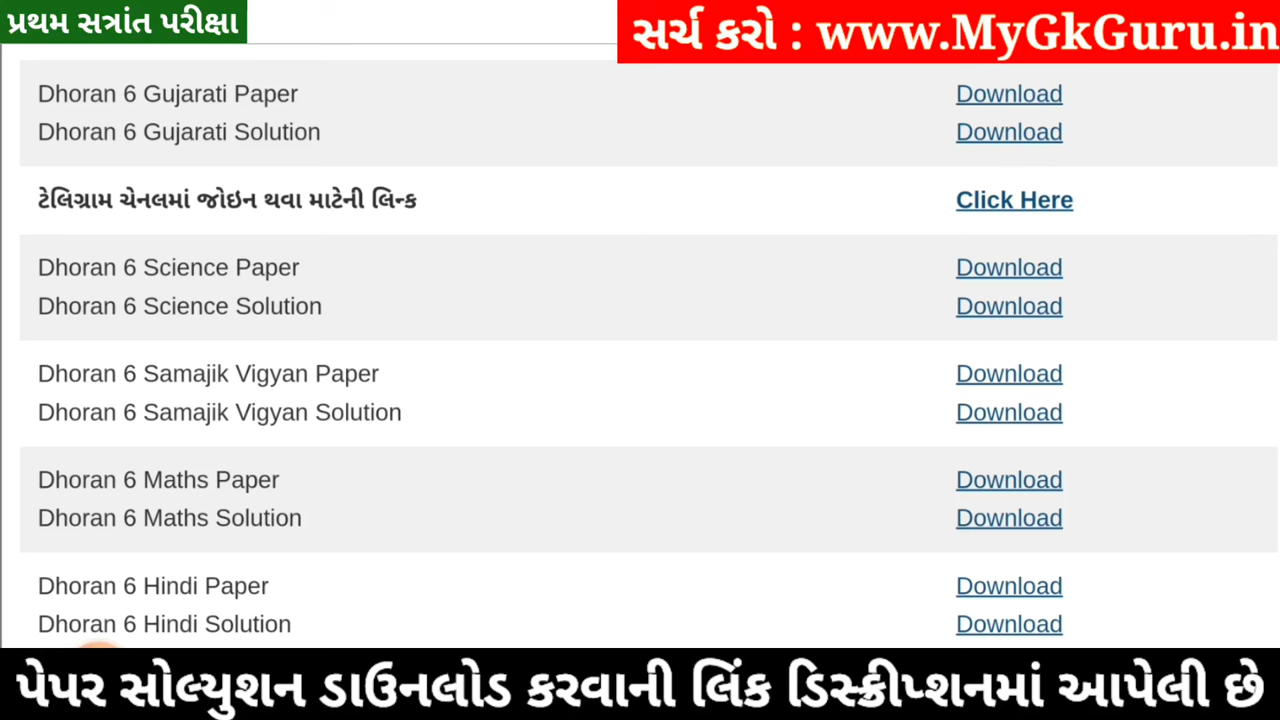 પ્રથમ સત્રાંત પરીક્ષા
સર્ચ કરો : www.MyGkGuru.in
Dhoran 6 Gujarati Paper Download
Dhoran 6 Gujarati Solution Download
ટેલિગ્રામ ચેનલમાં જોઇન થવા માટેની લિન્ક Click Here
Dhoran 6 Science Paper Download
Dhoran 6 Science Solution Download
Dhoran 6 Samajik Vigyan Paper Download
Dhoran 6 Samajik Vigyan Solution Download
Dhoran 6 Maths Paper Download
Dhoran 6 Maths Solution Download
Dhoran 6 Hindi Paper Download
Dhoran 6 Hindi Solution Download
પેપર સોલ્યુશન ડાઉનલોડ કરવાની લિંક ડિસ્ક્રીપ્શનમાં આપેલી છે